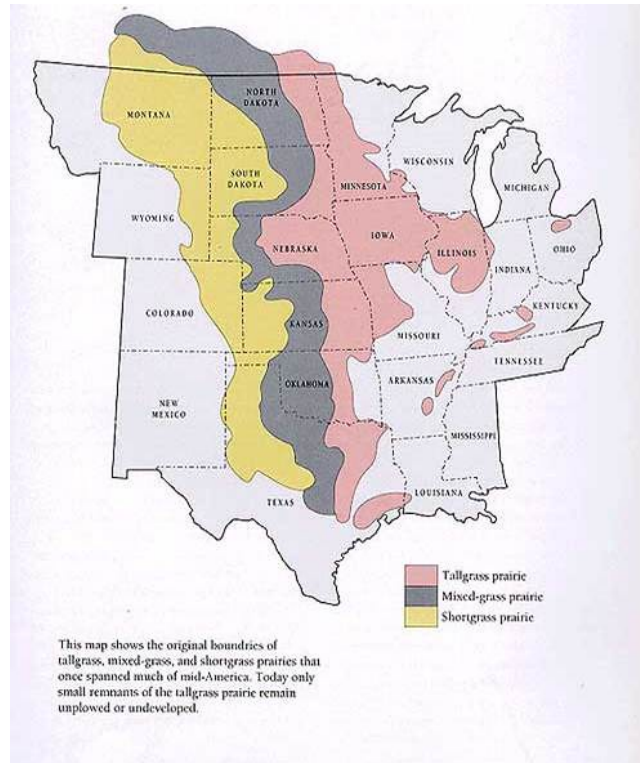 NORTH
DAKOTA
MONTANA
WISCONSIN
SOUTH
DAKOTA
MINNESOTA
MICHIGAN
WYOMING
IOWA
NEBRASKA
ILLINOIS
OHIO
INDIANA
COLORADO
KENTUCKY
KANSAS
MISSOURI
TENNESSEE
OKLAHOMA
ARKANSAS
NEW
MEXICO
MISSISSIPPI
LOUISIANA
TEXAS
Tallgrass prairie
Mixed-grass prairie
Shortgrass prairie
This map shows the original boundries of
tallgrass, mixed-grass, and shortgrass prairies that
once spanned much of mid-America. Today only
small remnants of the tallgrass prairie remain
unplowed or undeveloped.